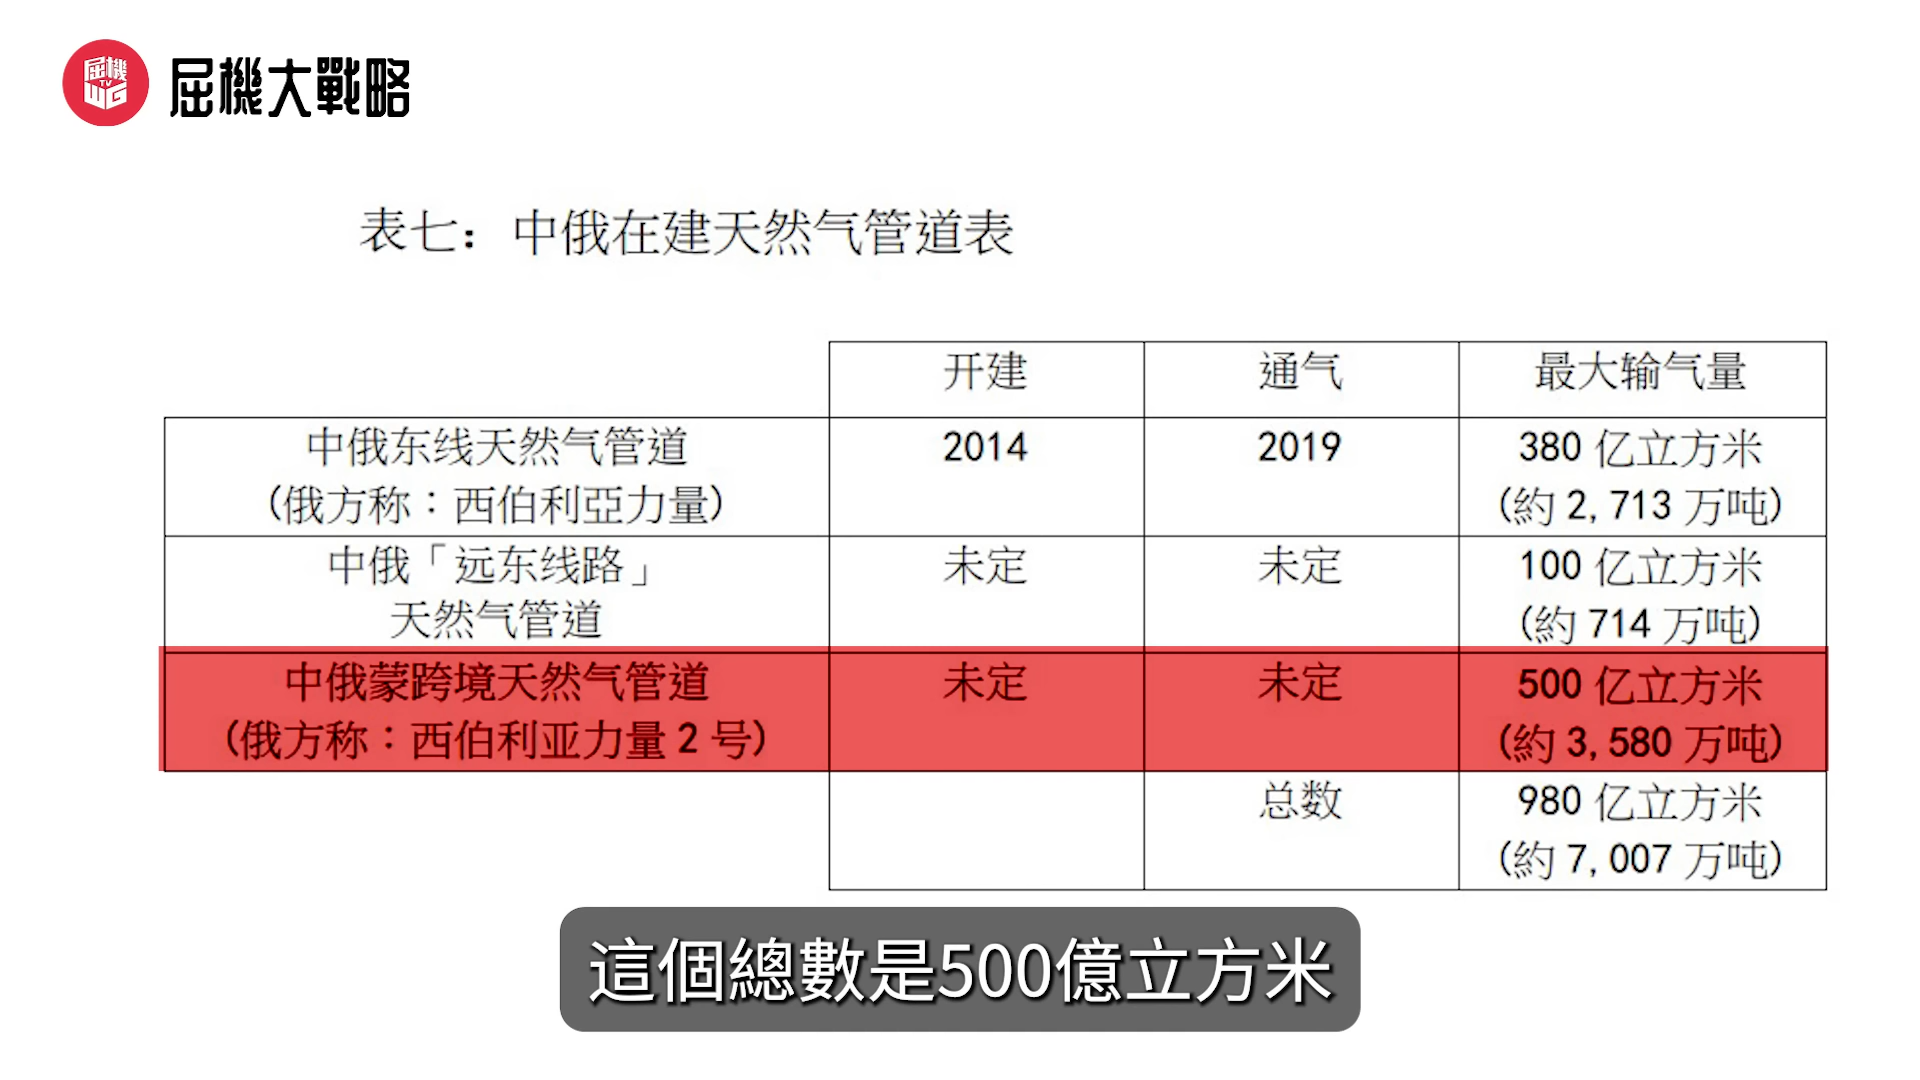 屈機
TV
WG
屈機大戰略
表七：中俄在建天然气管道表
开建
通气
最大输气量
中俄东线天然气管道
(俄方称：西伯利亞力量)
2014
2019
380 亿立方米
(約 2,713 万吨)
中俄「远东线路」
天然气管道
未定
未定
100 亿立方米
(約 714 万吨)
中俄蒙跨境天然气管道
(俄方称：西伯利亚力量 2 号)
未定
未定
500 亿立方米
(約 3,580 万吨)
总数
980 亿立方米
(約 7,007 万吨)
這個總數是500億立方米